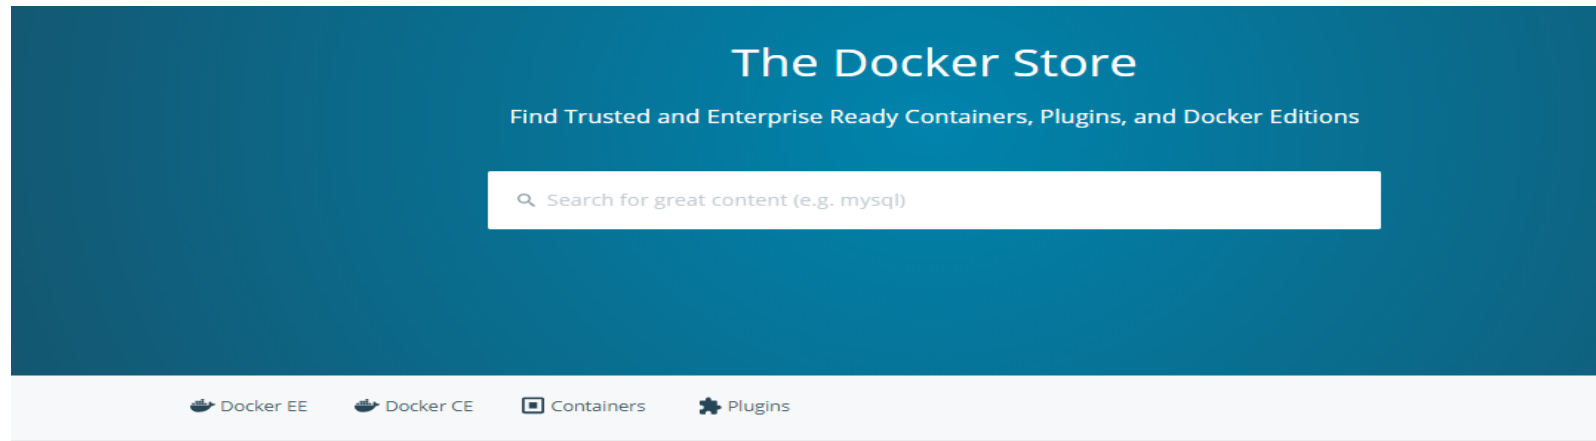 The Docker Store
Find Trusted and Enterprise Ready Containers, Plugins, and Docker Editions
Search for great content (e.g. mysql)
Docker EE Docker CE Containers Plugins